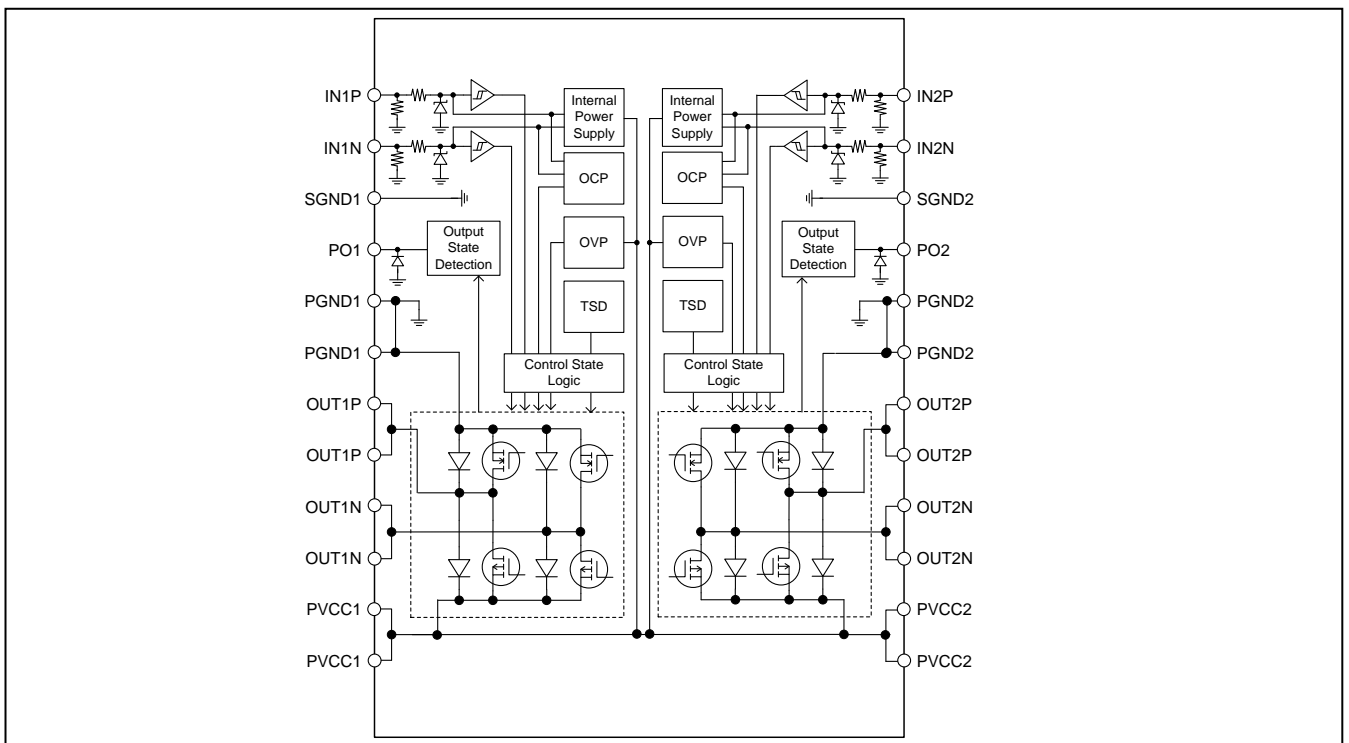 IN1P
IN1N
SGND1
PO1
PGND1
PGND1
OUT1P
OUT1P
OUT1N
OUT1N
PVCC1
PVCC1
Internal
Power
Supply
OCP
OVP
TSD
Output
State
Detection
Control State
Logic
Internal
Power
Supply
OCP
OVP
TSD
Output
State
Detection
Control State
Logic
IN2P
IN2N
SGND2
PO2
PGND2
PGND2
OUT2P
OUT2P
OUT2N
OUT2N
PVCC2
PVCC2